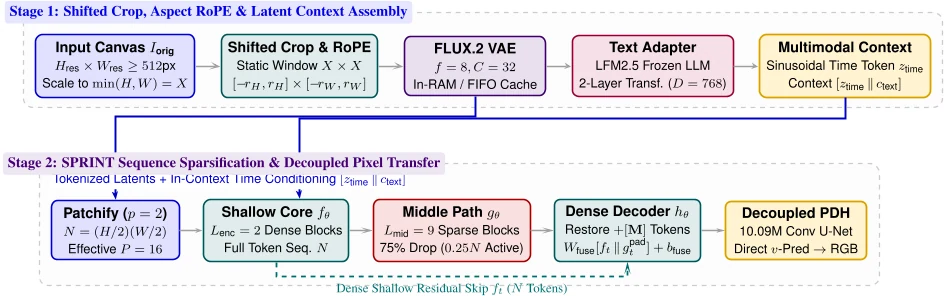 Stage 1: Shifted Crop, Aspect RoPE & Latent Context Assembly
Input Canvas I_orig
H_res × W_res ≥ 512px
Scale to min(H, W) = X
Shifted Crop & RoPE
Static Window X × X
[−r_H, r_H] × [−r_W, r_W]
FLUX.2 VAE
f = 8, C = 32
In-RAM / FIFO Cache
Text Adapter
LFM2.5 Frozen LLM
2-Layer Transf. (D = 768)
Multimodal Context
Sinusoidal Time Token z_time
Context [z_time ∥ c_text]
Stage 2: SPRINT Sequence Sparsification & Decoupled Pixel Transfer
Tokenized Latents + In-Context Time Conditioning [z_time ∥ c_text]
Patchify (p = 2)
N = (H/2)(W/2)
Effective P = 16
Shallow Core f_θ
L_enc = 2 Dense Blocks
Full Token Seq. N
Middle Path g_θ
L_mid = 9 Sparse Blocks
75% Drop (0.25N Active)
Dense Decoder h_θ
Restore +[M] Tokens
W_fuse[f_t ∥ g_t^pad] + b_fuse
Decoupled PDH
10.09M Conv U-Net
Direct v-Pred → RGB
Dense Shallow Residual Skip f_t (N Tokens)